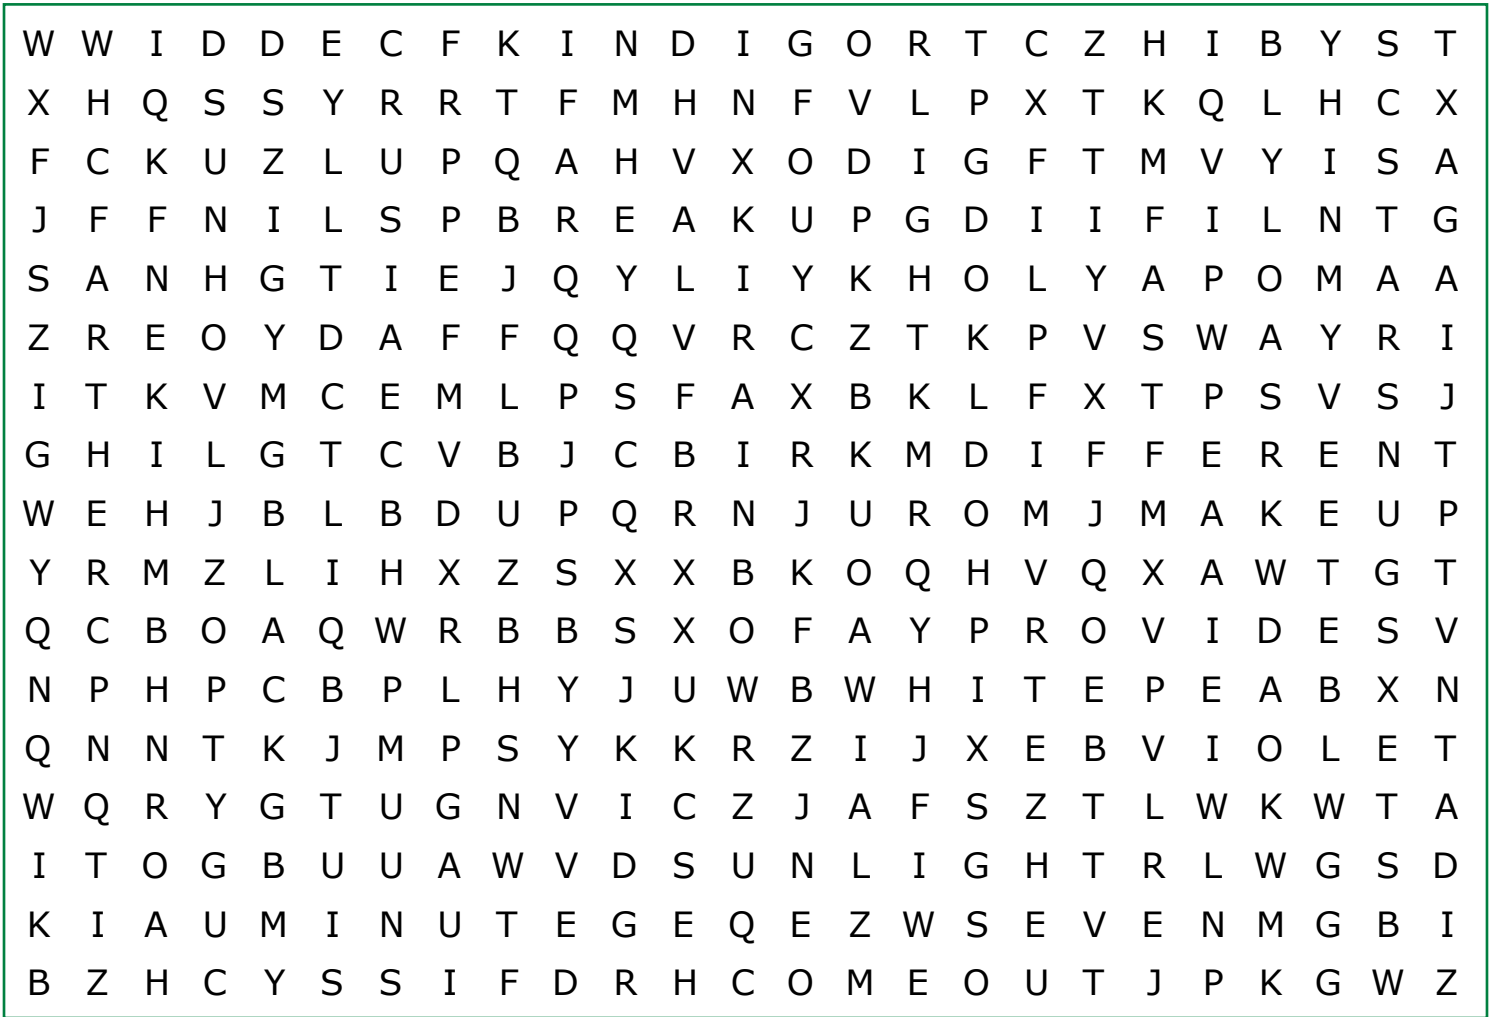 W W I D D E C F K I N D I G O R T C Z H I B Y S T
X H Q S S Y R R T F M H N F V L P X T K Q L H C X
F C K U Z L U P Q A H V X O D I G F T M V Y I S A
J F F N I L S P B R E A K U P G D I I F I L N T G
S A N H G T I E J Q Y L I Y K H O L Y A P O M A A
Z R E O Y D A F F Q Q V R C Z T K P V S W A Y R I
I T K V M C E M L P S F A X B K L F X T P S V S J
G H I L G T C V B J C B I R K M D I F F E R E N T
W E H J B L B D U P Q R N J U R O M J M A K E U P
Y R M Z L I H X Z S X X B K O Q H V Q X A W T G T
Q C B O A Q W R B B S X O F A Y P R O V I D E S V
N P H P C B P L H Y J U W B W H I T E P E A B X N
Q N N T K J M P S Y K K R Z I J X E B V I O L E T
W Q R Y G T U G N V I C Z J A F S Z T L W K W T A
I T O G B U U A W V D S U N L I G H T R L W G S D
K I A U M I N U T E G E Q E Z W S E V E N M G B I
B Z H C Y S S I F D R H C O M E O U T J P K G W Z